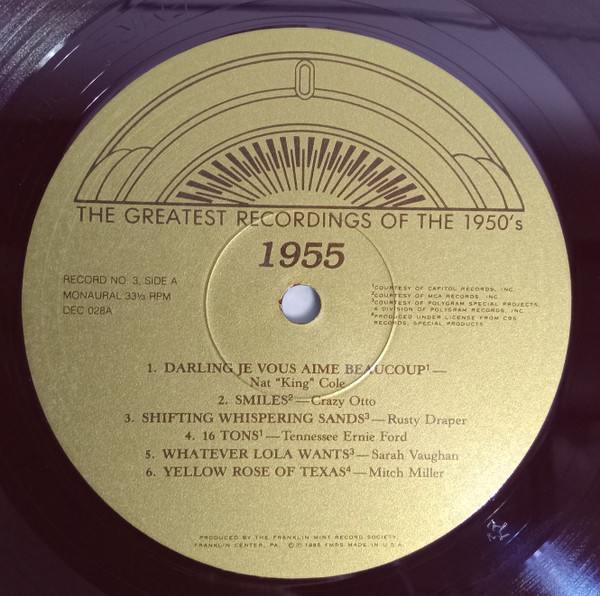 THE GREATEST RECORDINGS OF THE 1950's
1955
RECORD NO. 3, SIDE A
MONAURAL 33⅓ RPM
DEC 028A
¹COURTESY OF CAPITOL RECORDS, INC.
²COURTESY OF MCA RECORDS, INC.
³COURTESY OF POLYGRAM SPECIAL PROJECTS,
A DIVISION OF POLYGRAM RECORDS, INC.
⁴PRODUCED UNDER LICENSE FROM CBS
RECORDS, SPECIAL PRODUCTS
1. DARLING JE VOUS AIME BEAUCOUP¹—
Nat "King" Cole
2. SMILES²—Crazy Otto
3. SHIFTING WHISPERING SANDS³—Rusty Draper
4. 16 TONS¹—Tennessee Ernie Ford
5. WHATEVER LOLA WANTS³—Sarah Vaughan
6. YELLOW ROSE OF TEXAS⁴—Mitch Miller
PRODUCED BY THE FRANKLIN MINT RECORD SOCIETY,
FRANKLIN CENTER, PA. ©℗ 1985 FMRS MADE IN U.S.A.